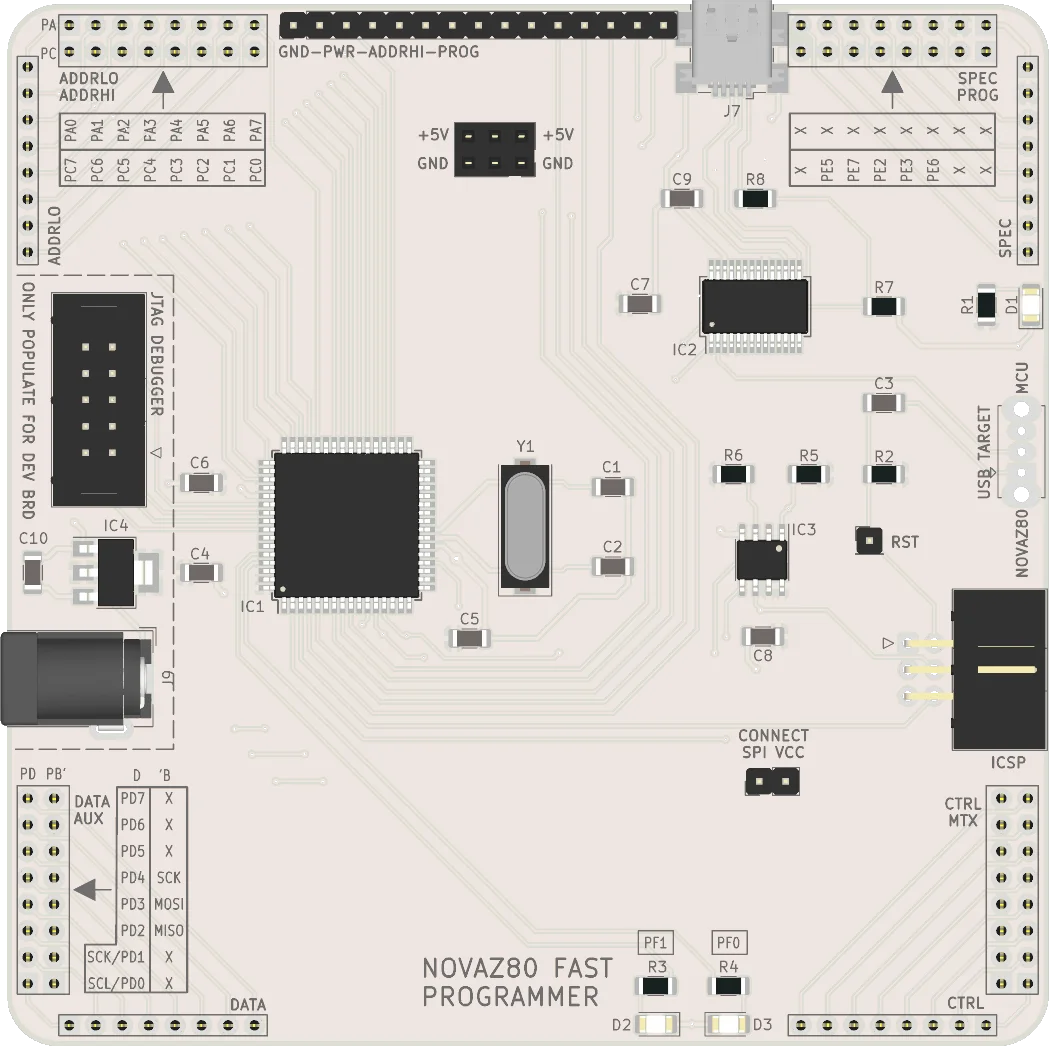 PA
PC
GND-PWR-ADDRHI-PROG
ADDRLO
ADDRHI
SPEC
PROG
J7
PA0 PA1 PA2 FA3 PA4 PA5 PA6 PA7
PC7 PC6 PC5 PC4 PC3 PC2 PC1 PC0
+5V +5V
GND GND
X X X X X X X X
X PE5 PE7 PE2 PE3 PE6 X X
C9 R8
ADDRLO
SPEC
ONLY POPULATE FOR DEV BRD
JTAG DEBUGGER
C7
R7
R1
D1
IC2
MCU
C3
USB TARGET
NOVAZ80
Y1
C6
R6 R5 R2
C1
IC4
IC3
C10
RST
C4
C2
IC1
C5
C8
J9
CONNECT
SPI VCC
ICSP
PD PB' D 'B
DATA
AUX
PD7 X
PD6 X
PD5 X
PD4 SCK
PD3 MOSI
PD2 MISO
SCK/PD1 X
SCL/PD0 X
CTRL
MTX
PF1 PF0
NOVAZ80 FAST
PROGRAMMER
R3 R4
DATA
CTRL
D2 D3